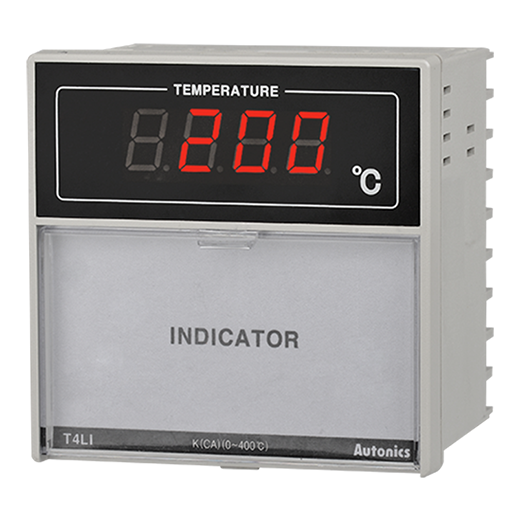 TEMPERATURE
200
°C
INDICATOR
T4LI
K(CA)(0~400℃)
Autonics